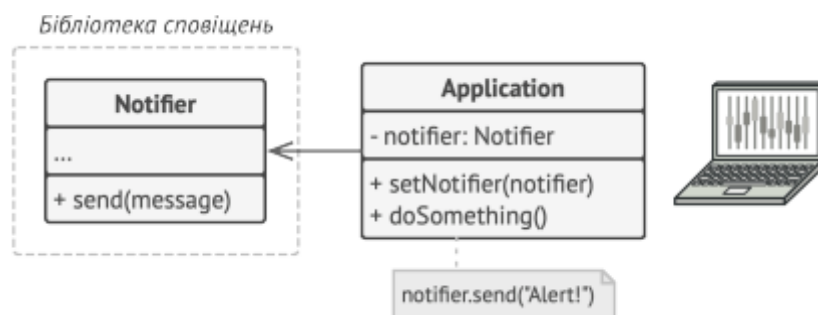 Бібліотека сповіщень
Notifier
...
+ send(message)
Application
- notifier: Notifier
+ setNotifier(notifier)
+ doSomething()
notifier.send("Alert!")